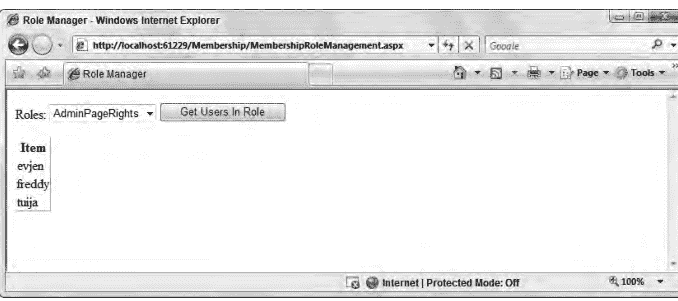 Role Manager - Windows Internet Explorer
http://localhost:61229/Membership/MembershipRoleManagement.aspx
Google
Role Manager
Page
Tools
Roles: AdminPageRights Get Users In Role
Item
evjen
freddy
tuija
Internet | Protected Mode: Off
100%